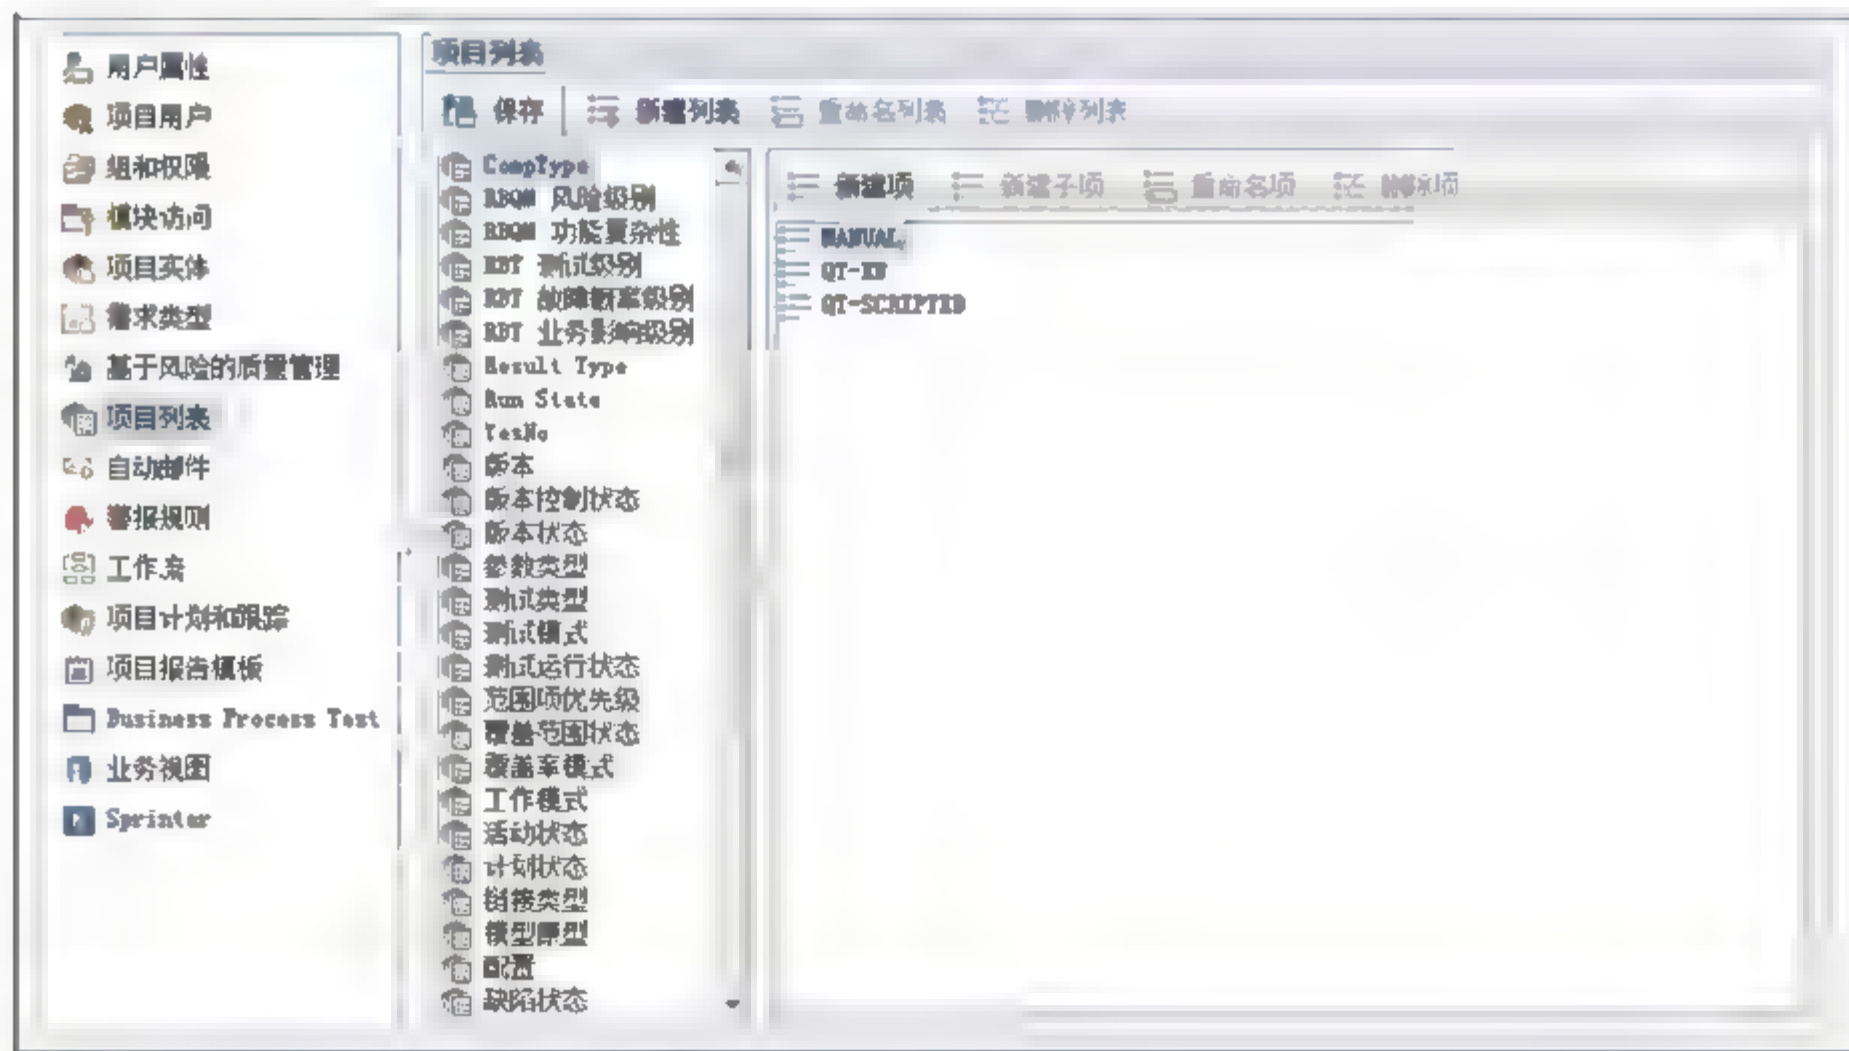 用户属性
项目用户
组和权限
模块访问
项目实体
需求类型
基于风险的质量管理
项目列表
自动邮件
警报规则
工作流
项目计划和跟踪
项目报告模板
Business Process Test
业务视图
Sprinter
项目列表
保存 新建列表 重命名列表 删除列表
CompType
RBQM 风险级别
RBQM 功能复杂性
RBT 测试级别
RBT 故障概率级别
RBT 业务影响级别
Result Type
Run State
YesNo
版本
版本控制状态
版本状态
参数类型
测试类型
测试模式
测试运行状态
范围项优先级
覆盖范围状态
覆盖率模式
工作模式
活动状态
计划状态
链接类型
模型原型
配置
缺陷状态
新建项 新建子项 重命名项 删除项
MANUAL
QT-SCRIPTED